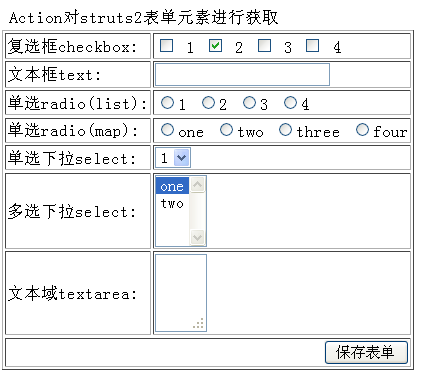 Action对struts2表单元素进行获取
复选框checkbox: 1 2 3 4
文本框text:
单选radio(list): 1 2 3 4
单选radio(map): one two three four
单选下拉select: 1
多选下拉select: one
two
文本域textarea:
保存表单